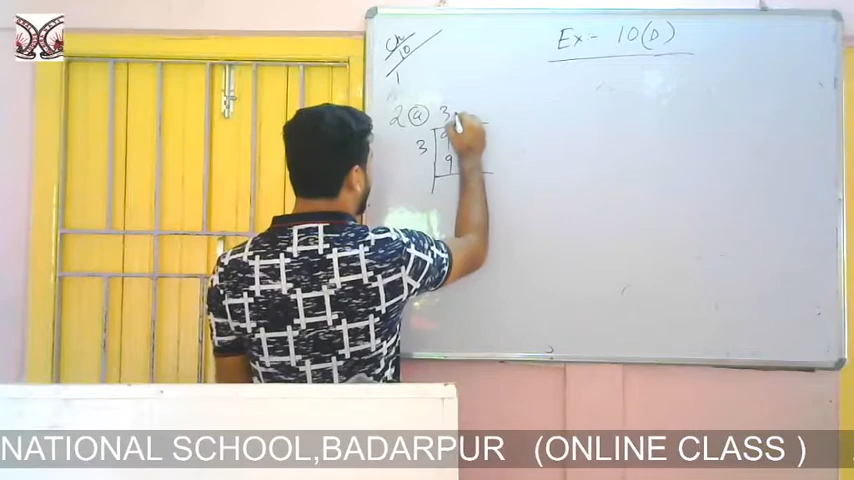 Ex:- 10(D)
Ch
10
1
2 (a) 3
3
9
NATIONAL SCHOOL,BADARPUR (ONLINE CLASS )